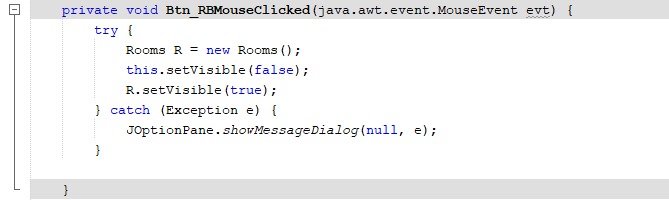 private void Btn_RBMouseClicked(java.awt.event.MouseEvent evt) {
try {
Rooms R = new Rooms();
this.setVisible(false);
R.setVisible(true);
} catch (Exception e) {
JOptionPane.showMessageDialog(null, e);
}
}